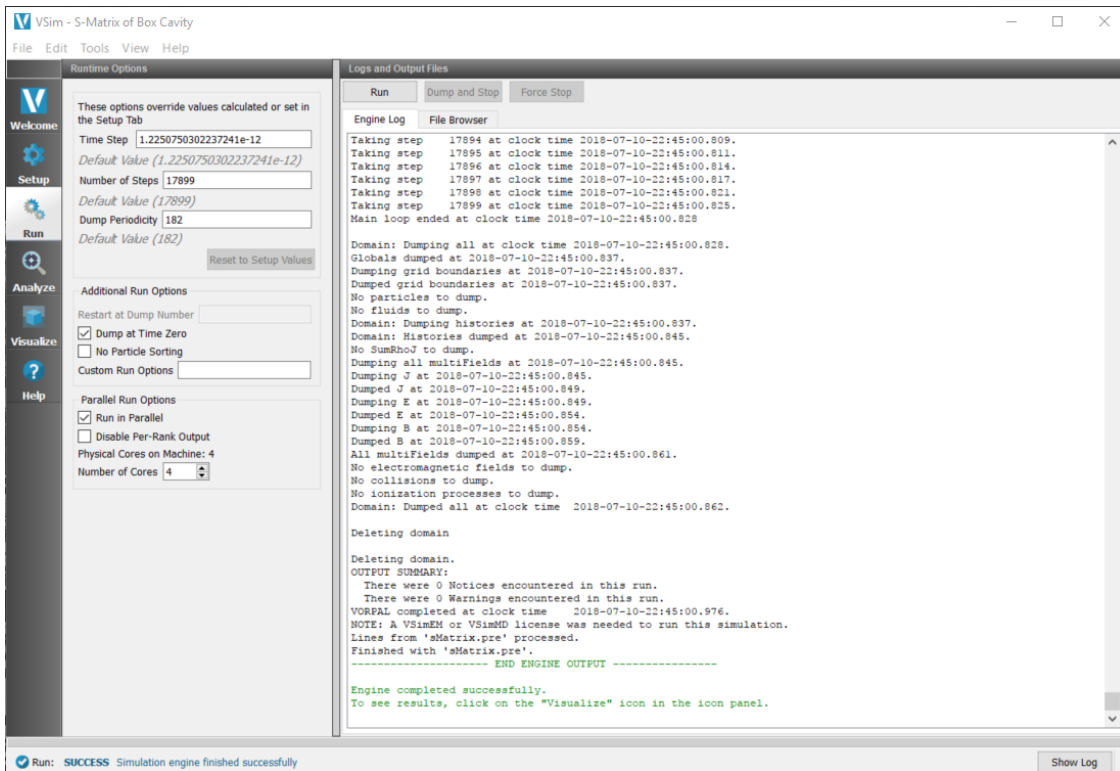 VSim - S-Matrix of Box Cavity
File Edit Tools View Help
Runtime Options
Logs and Output Files
Welcome
Setup
Run
Analyze
Visualize
Help
These options override values calculated or set in
the Setup Tab
Time Step 1.2250750302237241e-12
Default Value (1.2250750302237241e-12)
Number of Steps 17899
Default Value (17899)
Dump Periodicity 182
Default Value (182)
Reset to Setup Values
Additional Run Options
Restart at Dump Number
Dump at Time Zero
No Particle Sorting
Custom Run Options
Parallel Run Options
Run in Parallel
Disable Per-Rank Output
Physical Cores on Machine: 4
Number of Cores 4
Run Dump and Stop Force Stop
Engine Log File Browser
Taking step 17894 at clock time 2018-07-10-22:45:00.809.
Taking step 17895 at clock time 2018-07-10-22:45:00.811.
Taking step 17896 at clock time 2018-07-10-22:45:00.814.
Taking step 17897 at clock time 2018-07-10-22:45:00.817.
Taking step 17898 at clock time 2018-07-10-22:45:00.821.
Taking step 17899 at clock time 2018-07-10-22:45:00.825.
Main loop ended at clock time 2018-07-10-22:45:00.828
Domain: Dumping all at clock time 2018-07-10-22:45:00.828.
Globals dumped at 2018-07-10-22:45:00.837.
Dumping grid boundaries at 2018-07-10-22:45:00.837.
Dumped grid boundaries at 2018-07-10-22:45:00.837.
No particles to dump.
No fluids to dump.
Domain: Dumping histories at 2018-07-10-22:45:00.837.
Domain: Histories dumped at 2018-07-10-22:45:00.845.
No SumRhoJ to dump.
Dumping all multiFields at 2018-07-10-22:45:00.845.
Dumping J at 2018-07-10-22:45:00.845.
Dumped J at 2018-07-10-22:45:00.849.
Dumping E at 2018-07-10-22:45:00.849.
Dumped E at 2018-07-10-22:45:00.854.
Dumping B at 2018-07-10-22:45:00.854.
Dumped B at 2018-07-10-22:45:00.859.
All multiFields dumped at 2018-07-10-22:45:00.861.
No electromagnetic fields to dump.
No collisions to dump.
No ionization processes to dump.
Domain: Dumped all at clock time 2018-07-10-22:45:00.862.
Deleting domain
Deleting domain.
OUTPUT SUMMARY:
There were 0 Notices encountered in this run.
There were 0 Warnings encountered in this run.
VORPAL completed at clock time 2018-07-10-22:45:00.976.
NOTE: A VSimEM or VSimMD license was needed to run this simulation.
Lines from 'sMatrix.pre' processed.
Finished with 'sMatrix.pre'.
--------------------- END ENGINE OUTPUT ----------------
Engine completed successfully.
To see results, click on the "Visualize" icon in the icon panel.
Run: SUCCESS Simulation engine finished successfully
Show Log